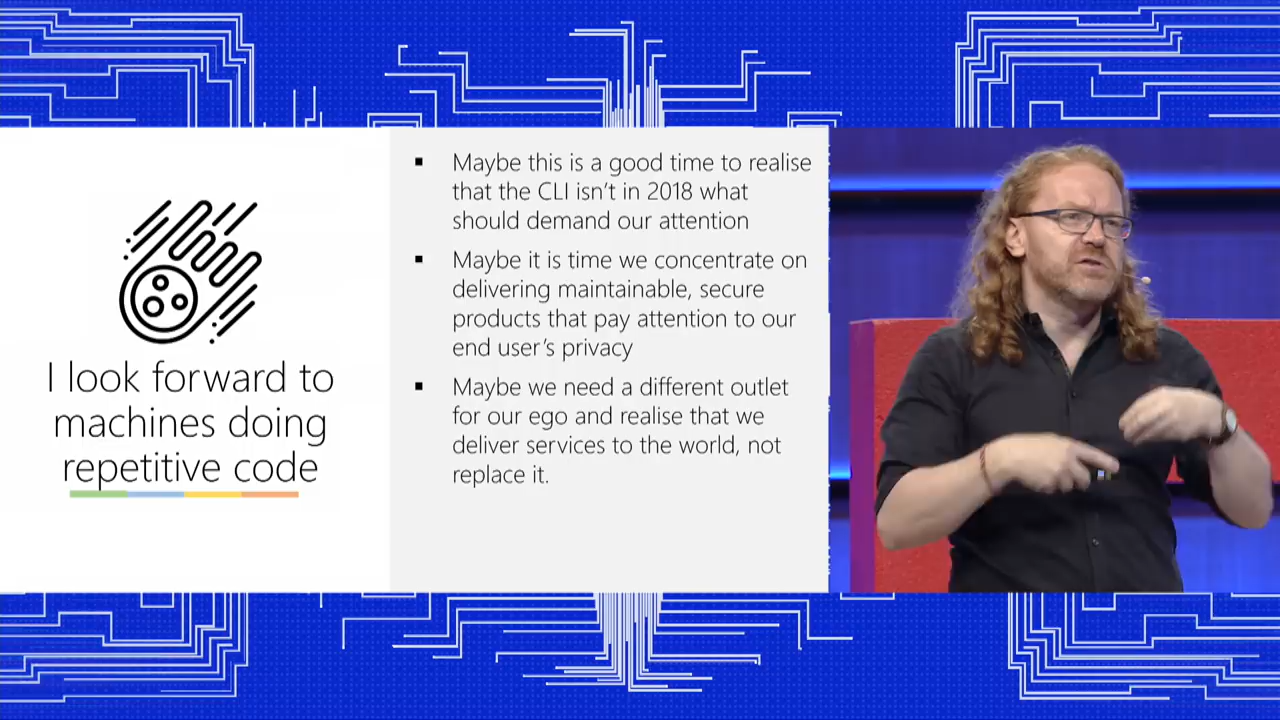 I look forward to
machines doing
repetitive code
Maybe this is a good time to realise
that the CLI isn’t in 2018 what
should demand our attention
Maybe it is time we concentrate on
delivering maintainable, secure
products that pay attention to our
end user’s privacy
Maybe we need a different outlet
for our ego and realise that we
deliver services to the world, not
replace it.